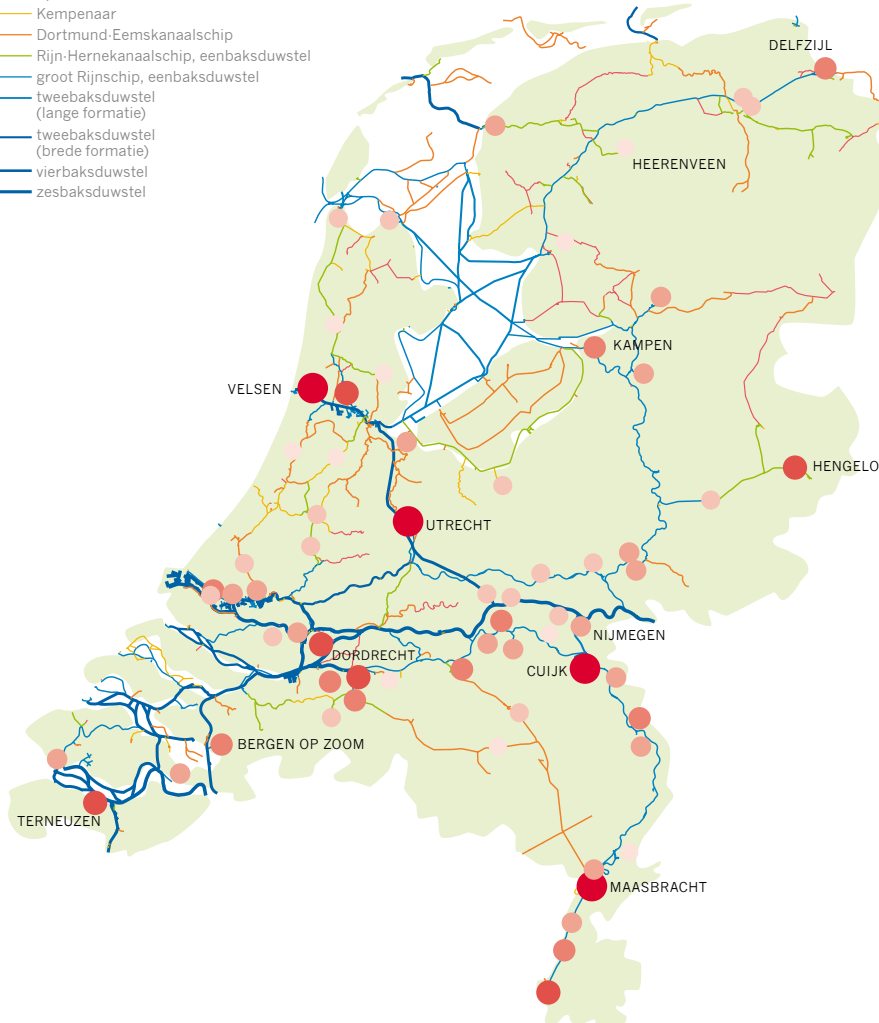 Kempenaar
Dortmund-Eemskanaalschip
Rijn-Hernekanaalschip, eenbaksduwstel
groot Rijnschip, eenbaksduwstel
tweebaksduwstel
(lange formatie)
tweebaksduwstel
(brede formatie)
vierbaksduwstel
zesbaksduwstel
DELFZIJL
HEERENVEEN
KAMPEN
VELSEN
HENGELO
UTRECHT
NIJMEGEN
DORDRECHT
CUIJK
BERGEN OP ZOOM
TERNEUZEN
MAASBRACHT